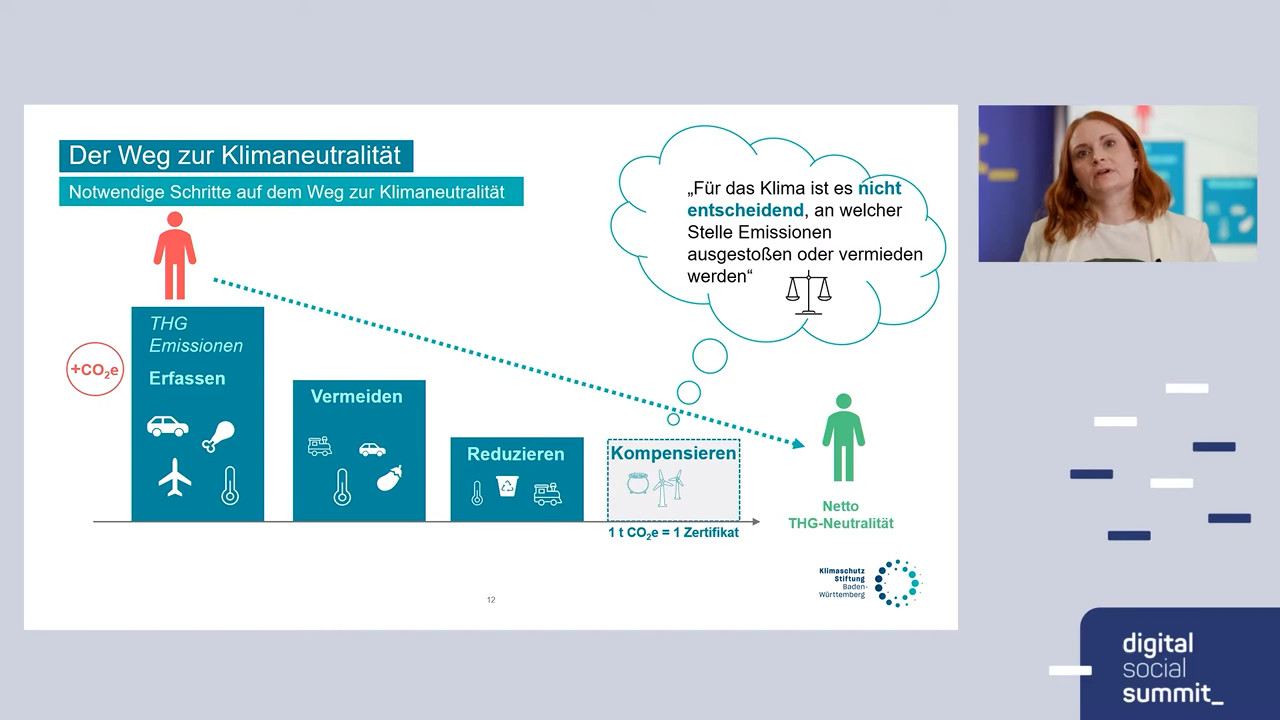 Der Weg zur Klimaneutralität
Notwendige Schritte auf dem Weg zur Klimaneutralität
„Für das Klima ist es nicht
entscheidend, an welcher
Stelle Emissionen
ausgestoßen oder vermieden
werden“
THG
Emissionen
Erfassen
+CO₂e
Vermeiden
Reduzieren
Kompensieren
1 t CO₂e = 1 Zertifikat
Netto
THG-Neutralität
Klimaschutz
Stiftung
Baden-
Württemberg
12
digital
social
summit_